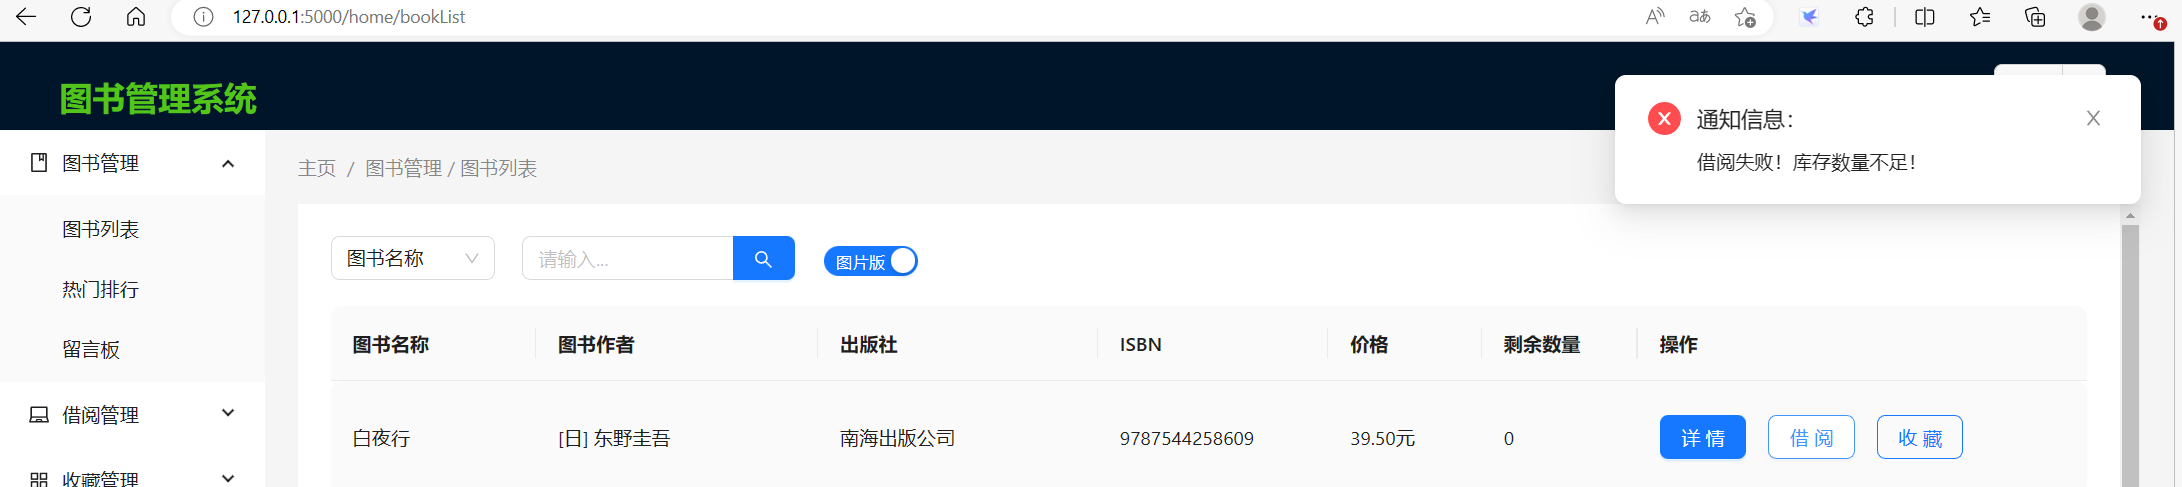 127.0.0.1:5000/home/bookList
图书管理系统
通知信息：
借阅失败！库存数量不足！
图书管理
图书列表
热门排行
留言板
借阅管理
收藏管理
主页 / 图书管理 / 图书列表
图书名称
请输入...
图片版
图书名称 图书作者 出版社 ISBN 价格 剩余数量 操作
白夜行 [日] 东野圭吾 南海出版公司 9787544258609 39.50元 0 详 情 借 阅 收 藏